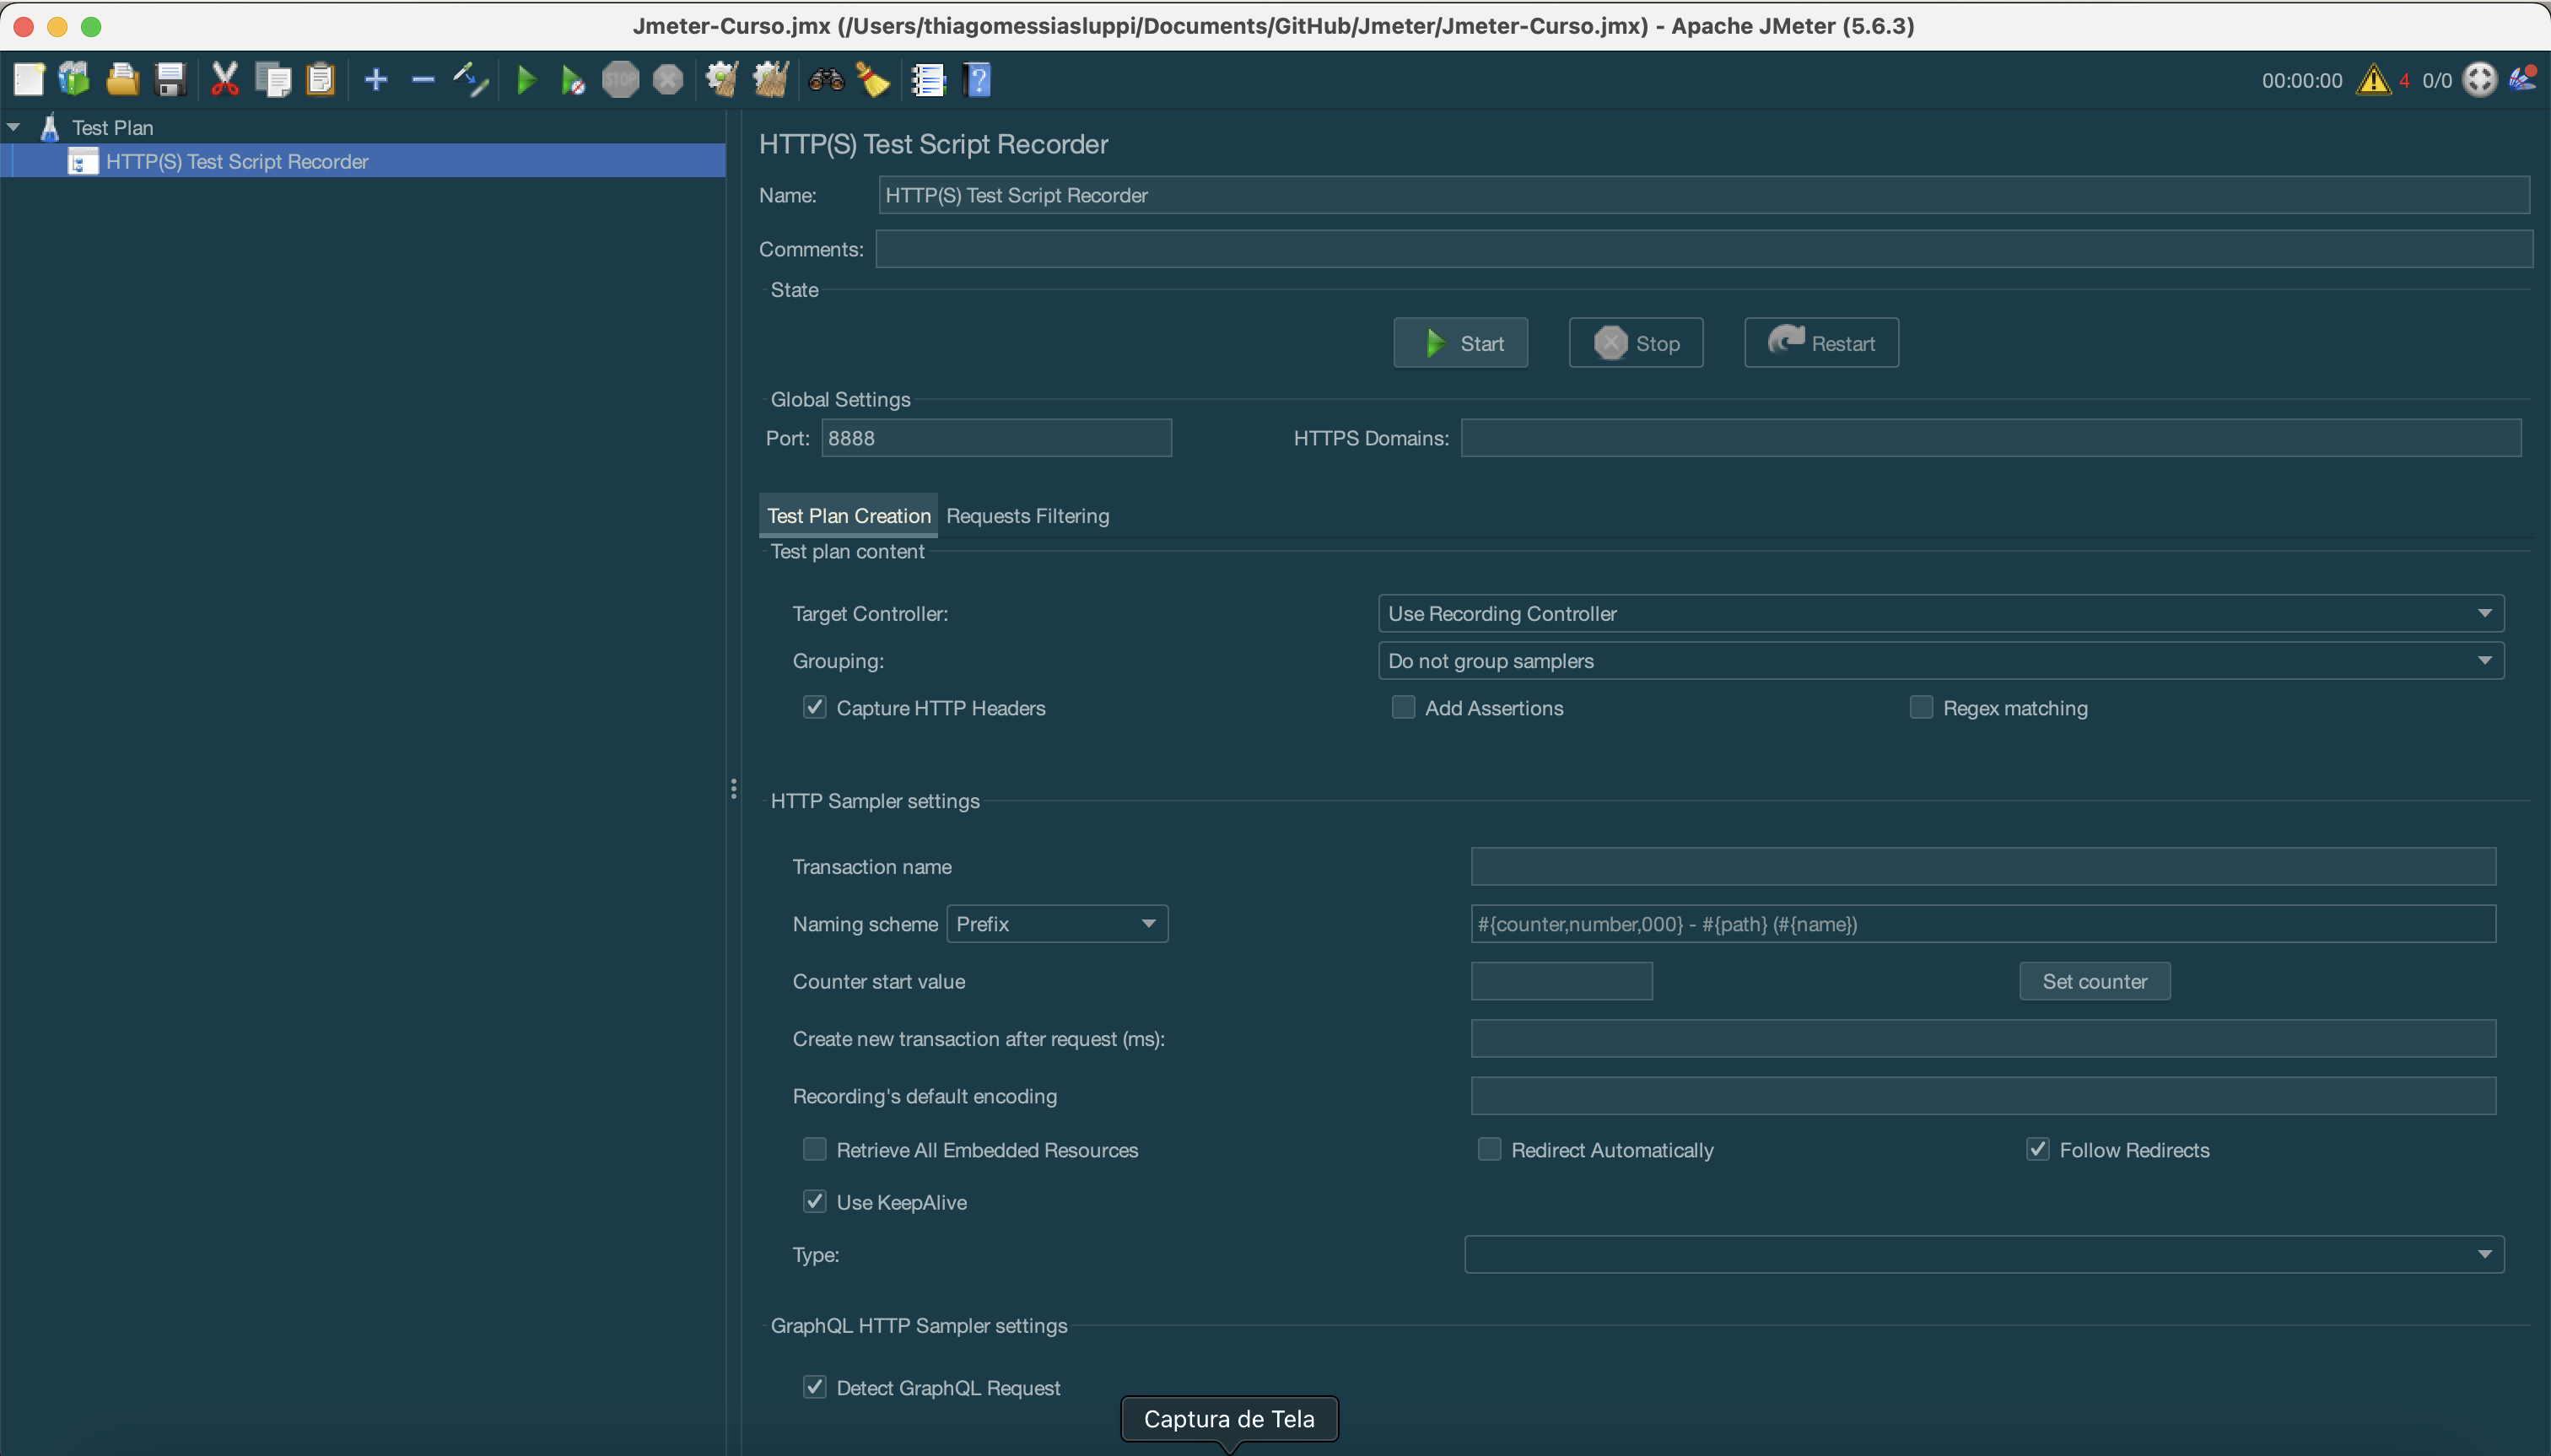 Jmeter-Curso.jmx (/Users/thiagomessiasluppi/Documents/GitHub/Jmeter/Jmeter-Curso.jmx) - Apache JMeter (5.6.3)
STOP
00:00:00 4 0/0
Test Plan
HTTP(S) Test Script Recorder
HTTP(S) Test Script Recorder
Name: HTTP(S) Test Script Recorder
Comments:
State
Start Stop Restart
Global Settings
Port: 8888 HTTPS Domains:
Test Plan Creation Requests Filtering
Test plan content
Target Controller: Use Recording Controller
Grouping: Do not group samplers
Capture HTTP Headers Add Assertions Regex matching
HTTP Sampler settings
Transaction name
Naming scheme Prefix #{counter,number,000} - #{path} (#{name})
Counter start value Set counter
Create new transaction after request (ms):
Recording's default encoding
Retrieve All Embedded Resources Redirect Automatically Follow Redirects
Use KeepAlive
Type:
GraphQL HTTP Sampler settings
Detect GraphQL Request
Captura de Tela